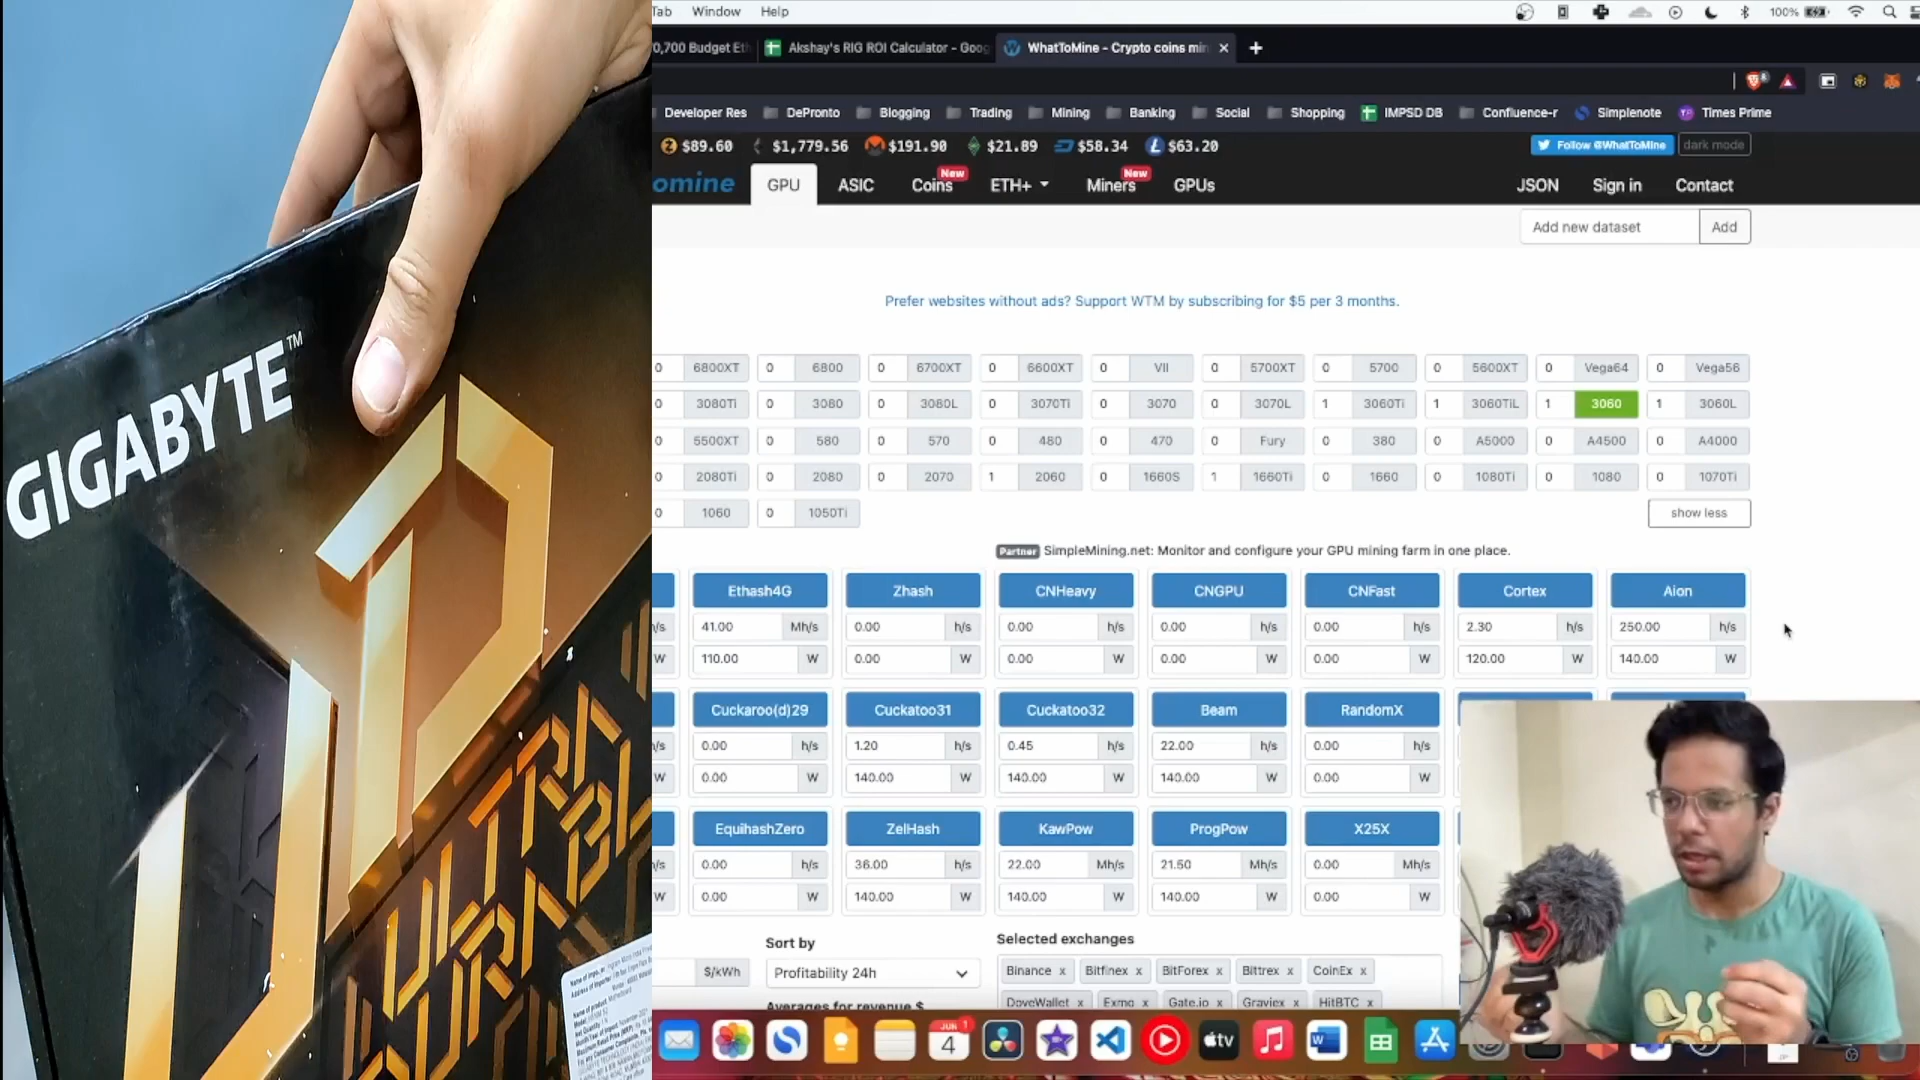 GIGABYTE™
UD
ULTRA
DURABLE
Tab Window Help 100%
0,700 Budget Eth Akshay's RIG ROI Calculator - Goog WhatToMine - Crypto coins min
Developer Res DePronto Blogging Trading Mining Banking Social Shopping IMPSD DB Confluence-r Simplenote Times Prime
$89.60 $1,779.56 $191.90 $21.89 $58.34 $63.20 Follow @WhatToMine dark mode
omine GPU ASIC Coins New ETH+ Miners New GPUs JSON Sign in Contact
Add new dataset Add
Prefer websites without ads? Support WTM by subscribing for $5 per 3 months.
0 6800XT 0 6800 0 6700XT 0 6600XT 0 VII 0 5700XT 0 5700 0 5600XT 0 Vega64 0 Vega56
0 3080Ti 0 3080 0 3080L 0 3070Ti 0 3070 0 3070L 1 3060Ti 1 3060TiL 1 3060 1 3060L
0 5500XT 0 580 0 570 0 480 0 470 0 Fury 0 380 0 A5000 0 A4500 0 A4000
0 2080Ti 0 2080 0 2070 1 2060 0 1660S 1 1660Ti 0 1660 0 1080Ti 0 1080 0 1070Ti
0 1060 0 1050Ti show less
Partner SimpleMining.net: Monitor and configure your GPU mining farm in one place.
Ethash4G Zhash CNHeavy CNGPU CNFast Cortex Aion
h/s 41.00 Mh/s 0.00 h/s 0.00 h/s 0.00 h/s 0.00 h/s 2.30 h/s 250.00 h/s
W 110.00 W 0.00 W 0.00 W 0.00 W 0.00 W 120.00 W 140.00 W
Cuckaroo(d)29 Cuckatoo31 Cuckatoo32 Beam RandomX
h/s 0.00 h/s 1.20 h/s 0.45 h/s 22.00 h/s 0.00 h/s
W 0.00 W 140.00 W 140.00 W 140.00 W 0.00 W
EquihashZero ZelHash KawPow ProgPow X25X
h/s 0.00 h/s 36.00 h/s 22.00 Mh/s 21.50 Mh/s 0.00 Mh/s
W 0.00 W 140.00 W 140.00 W 140.00 W 0.00 W
Sort by Selected exchanges
$/kWh Profitability 24h Binance x Bitfinex x BitForex x Bittrex x CoinEx x
Averages for revenue $ DoveWallet x Exmo x Gate.io x Graviex x HitBTC x
JUN 1
4
tv
W